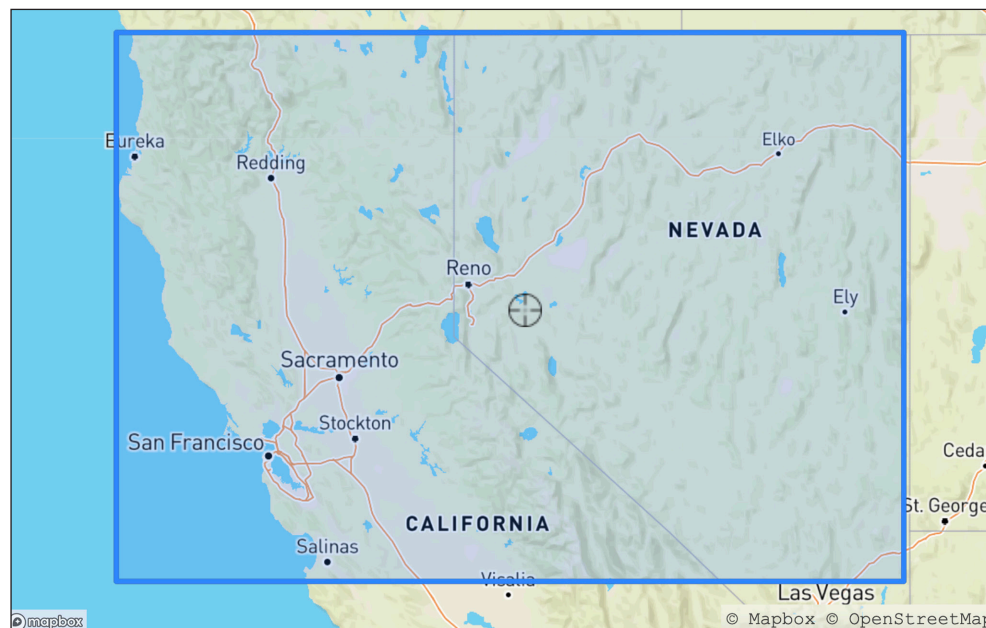 Eureka
Redding
Elko
NEVADA
Reno
Ely
Sacramento
Stockton
San Francisco
Ceda
St. George
CALIFORNIA
Salinas
Visalia
Las Vegas
mapbox
© Mapbox © OpenStreetMap